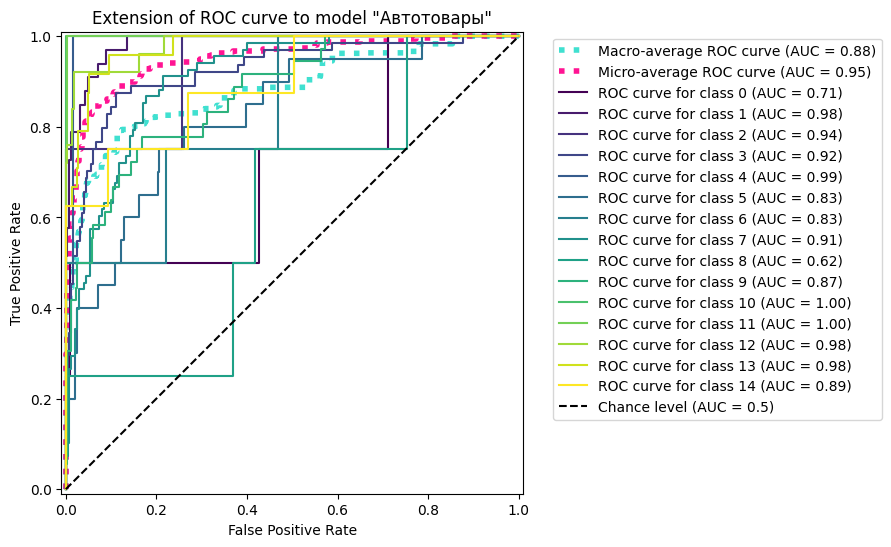 Extension of ROC curve to model "Автотовары"
1.0
0.8
0.6
0.4
0.2
0.0
True Positive Rate
0.0 0.2 0.4 0.6 0.8 1.0
False Positive Rate
Macro-average ROC curve (AUC = 0.88)
Micro-average ROC curve (AUC = 0.95)
ROC curve for class 0 (AUC = 0.71)
ROC curve for class 1 (AUC = 0.98)
ROC curve for class 2 (AUC = 0.94)
ROC curve for class 3 (AUC = 0.92)
ROC curve for class 4 (AUC = 0.99)
ROC curve for class 5 (AUC = 0.83)
ROC curve for class 6 (AUC = 0.83)
ROC curve for class 7 (AUC = 0.91)
ROC curve for class 8 (AUC = 0.62)
ROC curve for class 9 (AUC = 0.87)
ROC curve for class 10 (AUC = 1.00)
ROC curve for class 11 (AUC = 1.00)
ROC curve for class 12 (AUC = 0.98)
ROC curve for class 13 (AUC = 0.98)
ROC curve for class 14 (AUC = 0.89)
Chance level (AUC = 0.5)